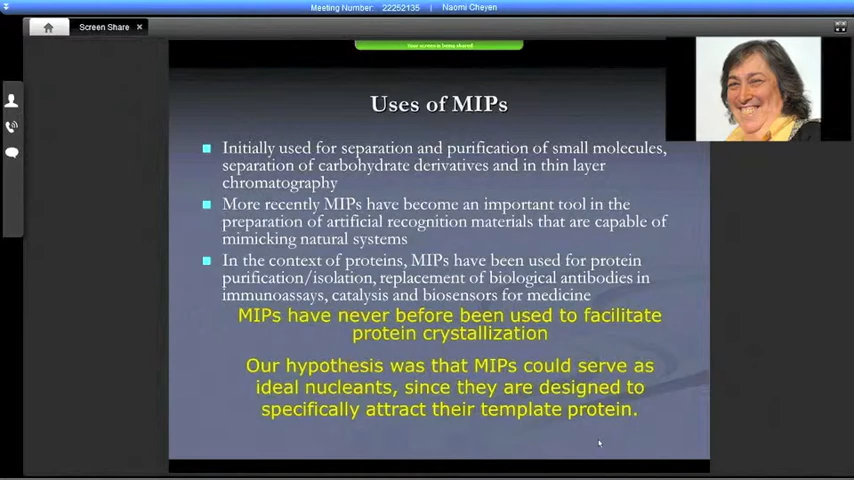 Meeting Number: 22252135 | Naomi Cheyen
Screen Share ×
Your screen is being shared
Uses of MIPs
Initially used for separation and purification of small molecules,
separation of carbohydrate derivatives and in thin layer
chromatography
More recently MIPs have become an important tool in the
preparation of artificial recognition materials that are capable of
mimicking natural systems
In the context of proteins, MIPs have been used for protein
purification/isolation, replacement of biological antibodies in
immunoassays, catalysis and biosensors for medicine
MIPs have never before been used to facilitate
protein crystallization
Our hypothesis was that MIPs could serve as
ideal nucleants, since they are designed to
specifically attract their template protein.